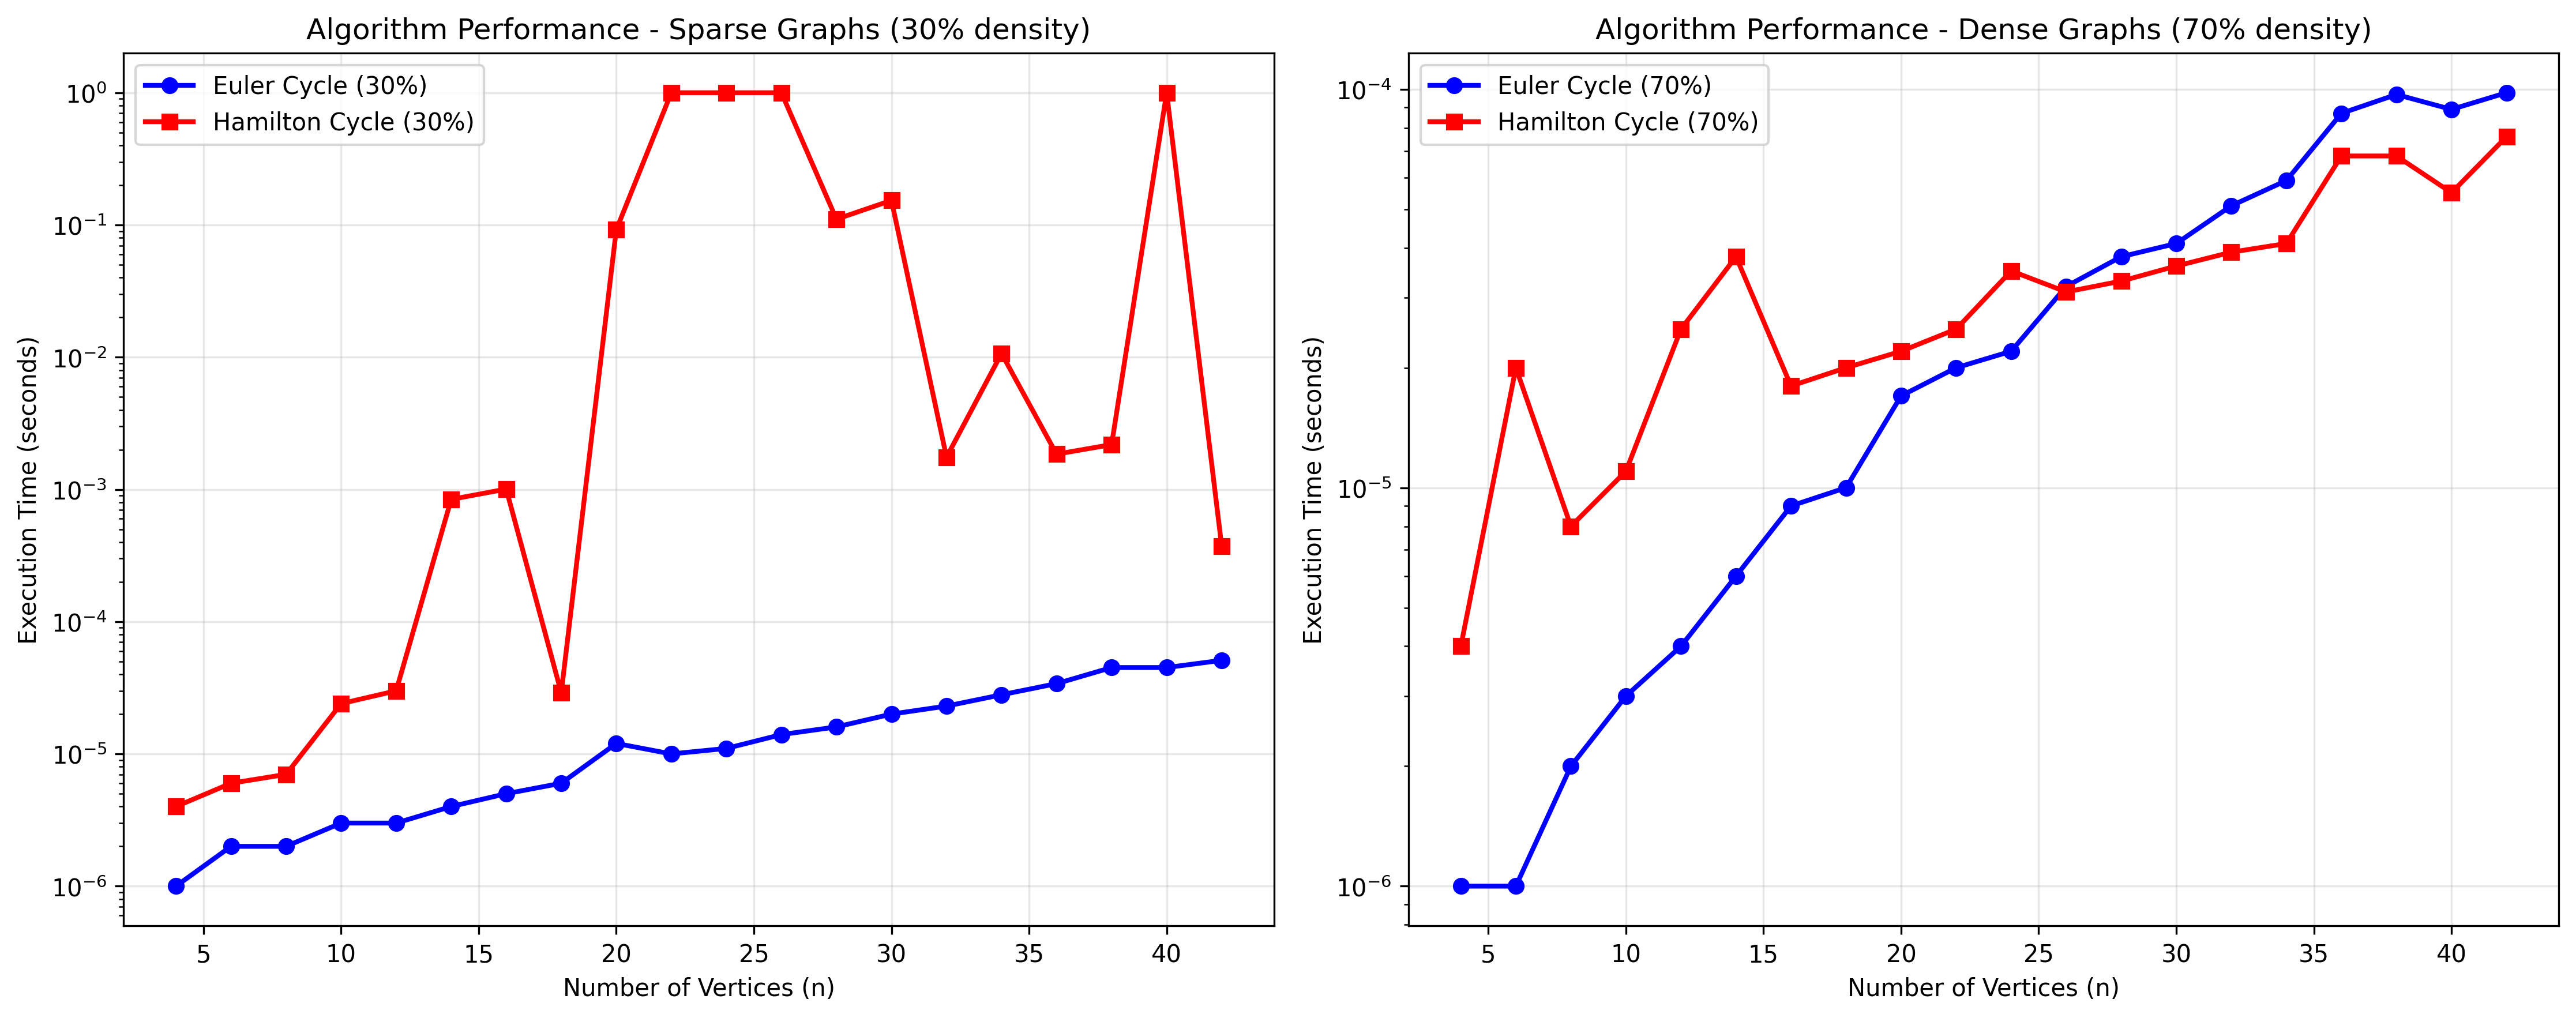 Algorithm Performance - Sparse Graphs (30% density)
Euler Cycle (30%)
Hamilton Cycle (30%)
Execution Time (seconds)
10⁰
10⁻¹
10⁻²
10⁻³
10⁻⁴
10⁻⁵
10⁻⁶
5 10 15 20 25 30 35 40
Number of Vertices (n)
Algorithm Performance - Dense Graphs (70% density)
Euler Cycle (70%)
Hamilton Cycle (70%)
Execution Time (seconds)
10⁻⁴
10⁻⁵
10⁻⁶
5 10 15 20 25 30 35 40
Number of Vertices (n)